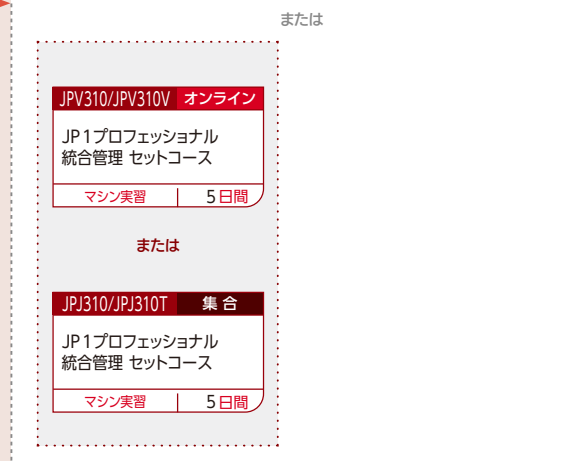 または
JPV310/JPV310V オンライン
JP1プロフェッショナル
統合管理 セットコース
マシン実習 5日間
または
JPJ310/JPJ310T 集合
JP1プロフェッショナル
統合管理 セットコース
マシン実習 5日間